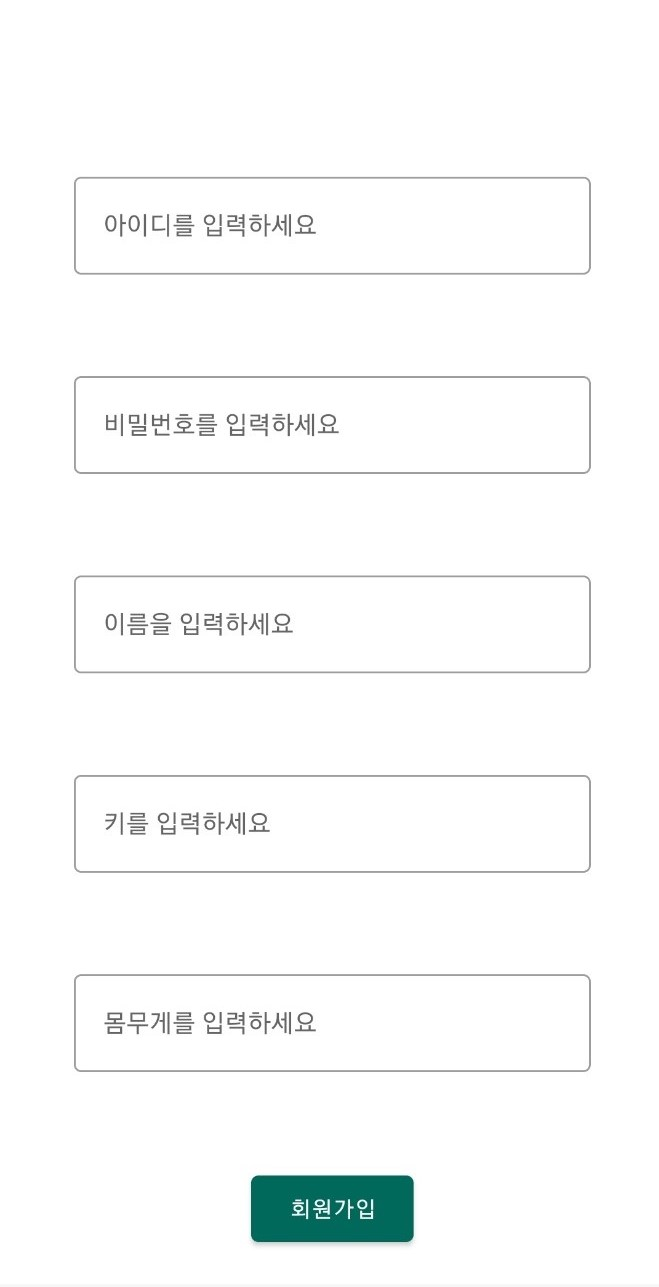 아이디를 입력하세요
비밀번호를 입력하세요
이름을 입력하세요
키를 입력하세요
몸무게를 입력하세요
회원가입